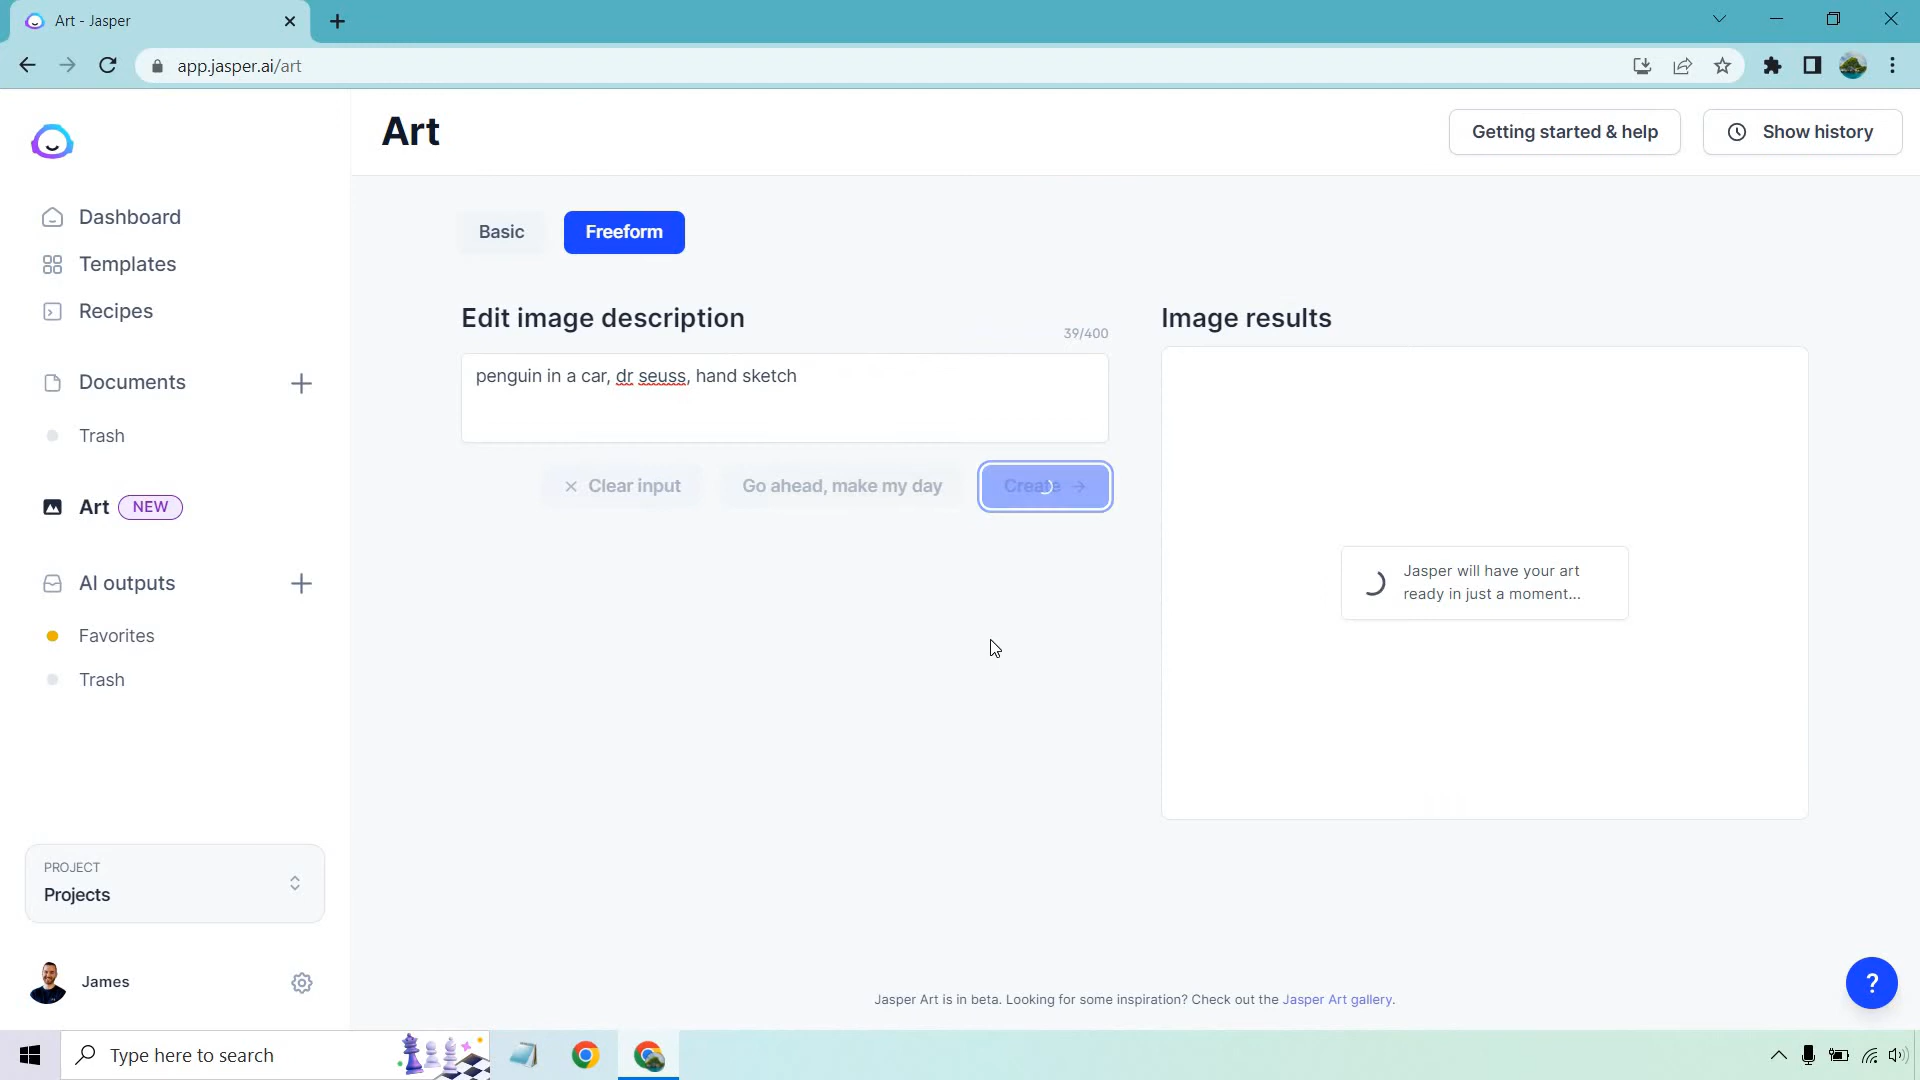 Art - Jasper
app.jasper.ai/art
Art
Getting started & help
Show history
Dashboard
Templates
Recipes
Documents
Trash
Art NEW
AI outputs
Favorites
Trash
PROJECT
Projects
James
Basic
Freeform
Edit image description
39/400
penguin in a car, dr seuss, hand sketch
Clear input
Go ahead, make my day
Create
Image results
Jasper will have your art
ready in just a moment...
Jasper Art is in beta. Looking for some inspiration? Check out the Jasper Art gallery.
?
Type here to search